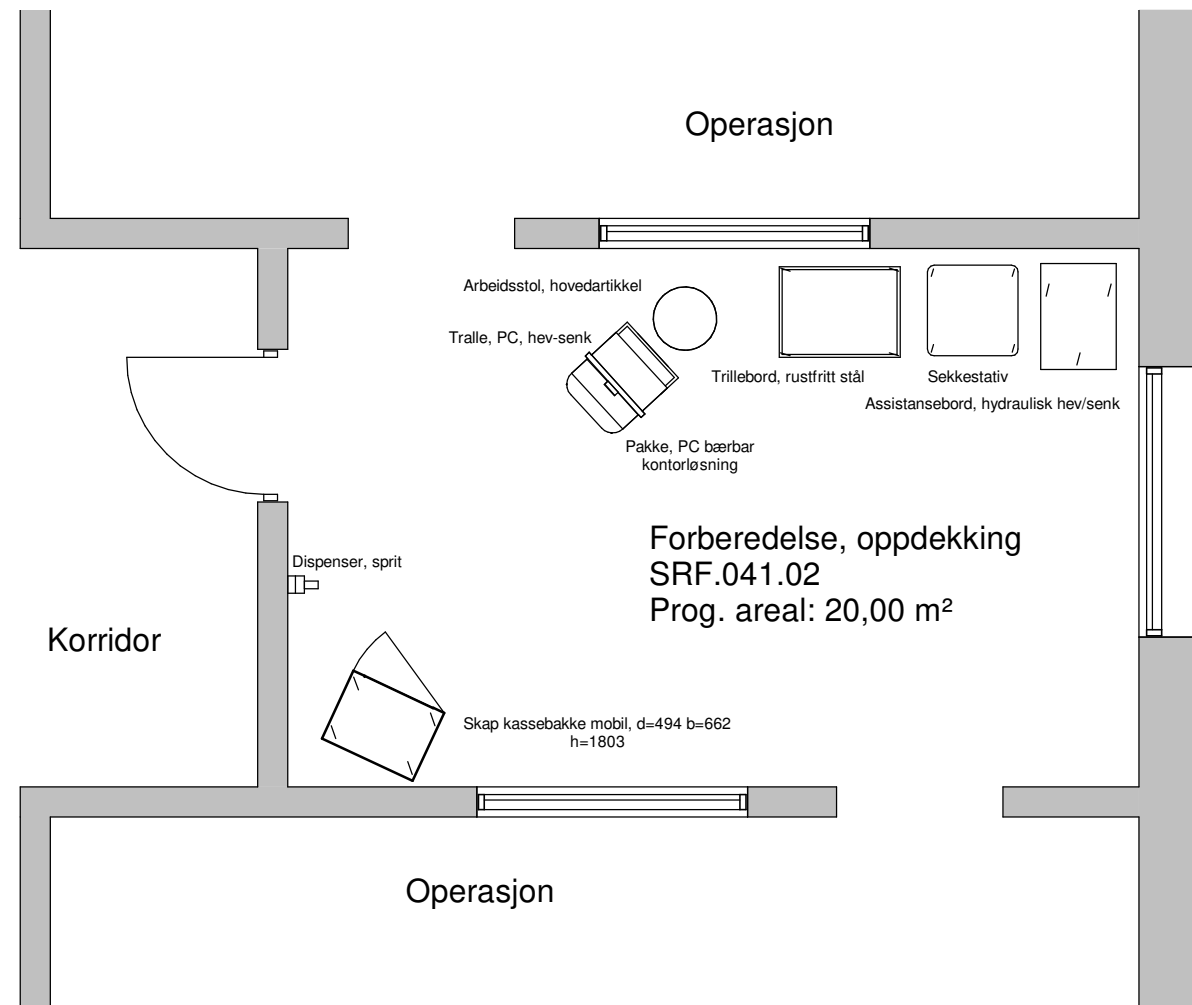 Operasjon
Arbeidsstol, hovedartikkel
Tralle, PC, hev-senk
Trillebord, rustfritt stål
Sekkestativ
Assistansebord, hydraulisk hev/senk
Pakke, PC bærbar
kontorløsning
Forberedelse, oppdekking
SRF.041.02
Prog. areal: 20,00 m²
Dispenser, sprit
Korridor
Skap kassebakke mobil, d=494 b=662
h=1803
Operasjon